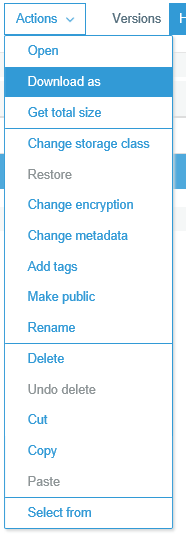 Actions Versions H
Open
Download as
Get total size
Change storage class
Restore
Change encryption
Change metadata
Add tags
Make public
Rename
Delete
Undo delete
Cut
Copy
Paste
Select from